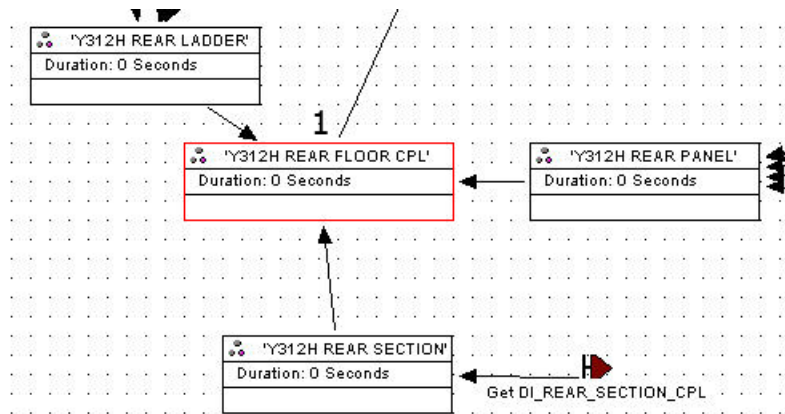 'Y312H REAR LADDER'
Duration: 0 Seconds
1
'Y312H REAR FLOOR CPL'
Duration: 0 Seconds
'Y312H REAR PANEL'
Duration: 0 Seconds
'Y312H REAR SECTION'
Duration: 0 Seconds
Get DI_REAR_SECTION_CPL